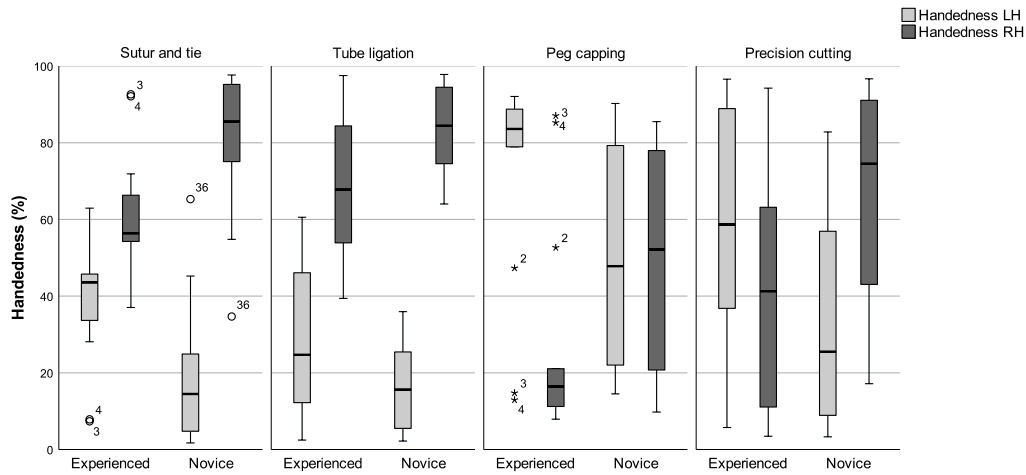 Handedness LH
Handedness RH
Sutur and tie
Tube ligation
Peg capping
Precision cutting
Handedness (%)
100
80
60
40
20
0
3
4
4
3
36
36
2
3
4
3
4
2
Experienced
Novice
Experienced
Novice
Experienced
Novice
Experienced
Novice